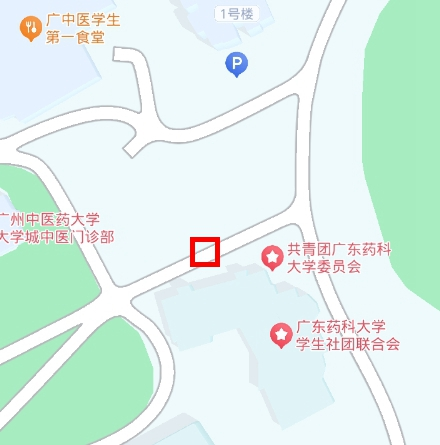 广中医学生
第一食堂
1号楼
P
广州中医药大学
大学城中医门诊部
共青团广东药科
大学委员会
广东药科大学
学生社团联合会